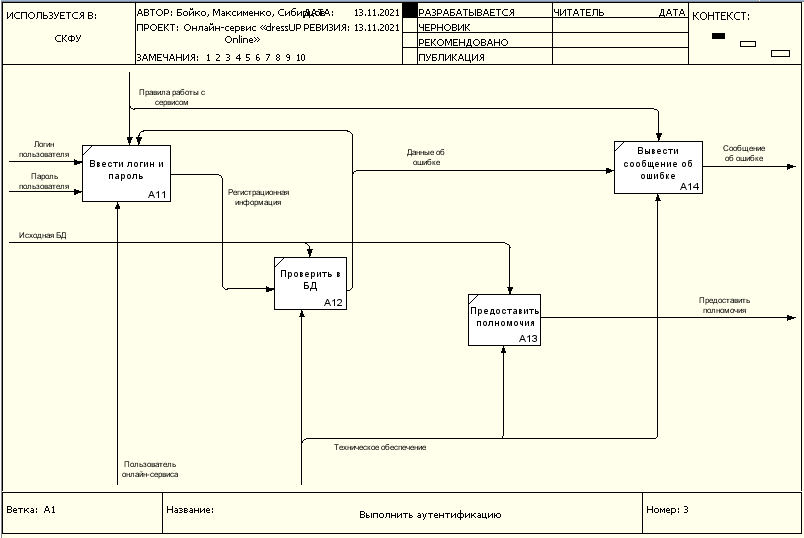 ИСПОЛЬЗУЕТСЯ В:
СКФУ
АВТОР: Бойко, Максименко, Сибирцев
ДАТА: 13.11.2021
ПРОЕКТ: Онлайн-сервис «dressUP
Online»
РЕВИЗИЯ: 13.11.2021
ЗАМЕЧАНИЯ: 1 2 3 4 5 6 7 8 9 10
РАЗРАБАТЫВАЕТСЯ
ЧЕРНОВИК
РЕКОМЕНДОВАНО
ПУБЛИКАЦИЯ
ЧИТАТЕЛЬ ДАТА
КОНТЕКСТ:
Правила работы с
сервисом
Логин
пользователя
Пароль
пользователя
Ввести логин и
пароль
A11
Регистрационная
информация
Данные об
ошибке
Вывести
сообщение об
ошибке
A14
Сообщение
об ошибке
Исходная БД
Проверить в
БД
A12
Предоставить
полномочия
A13
Предоставить
полномочия
Техническое обеспечение
Пользователь
онлайн-сервиса
Ветка: A1
Название:
Выполнить аутентификацию
Номер: 3